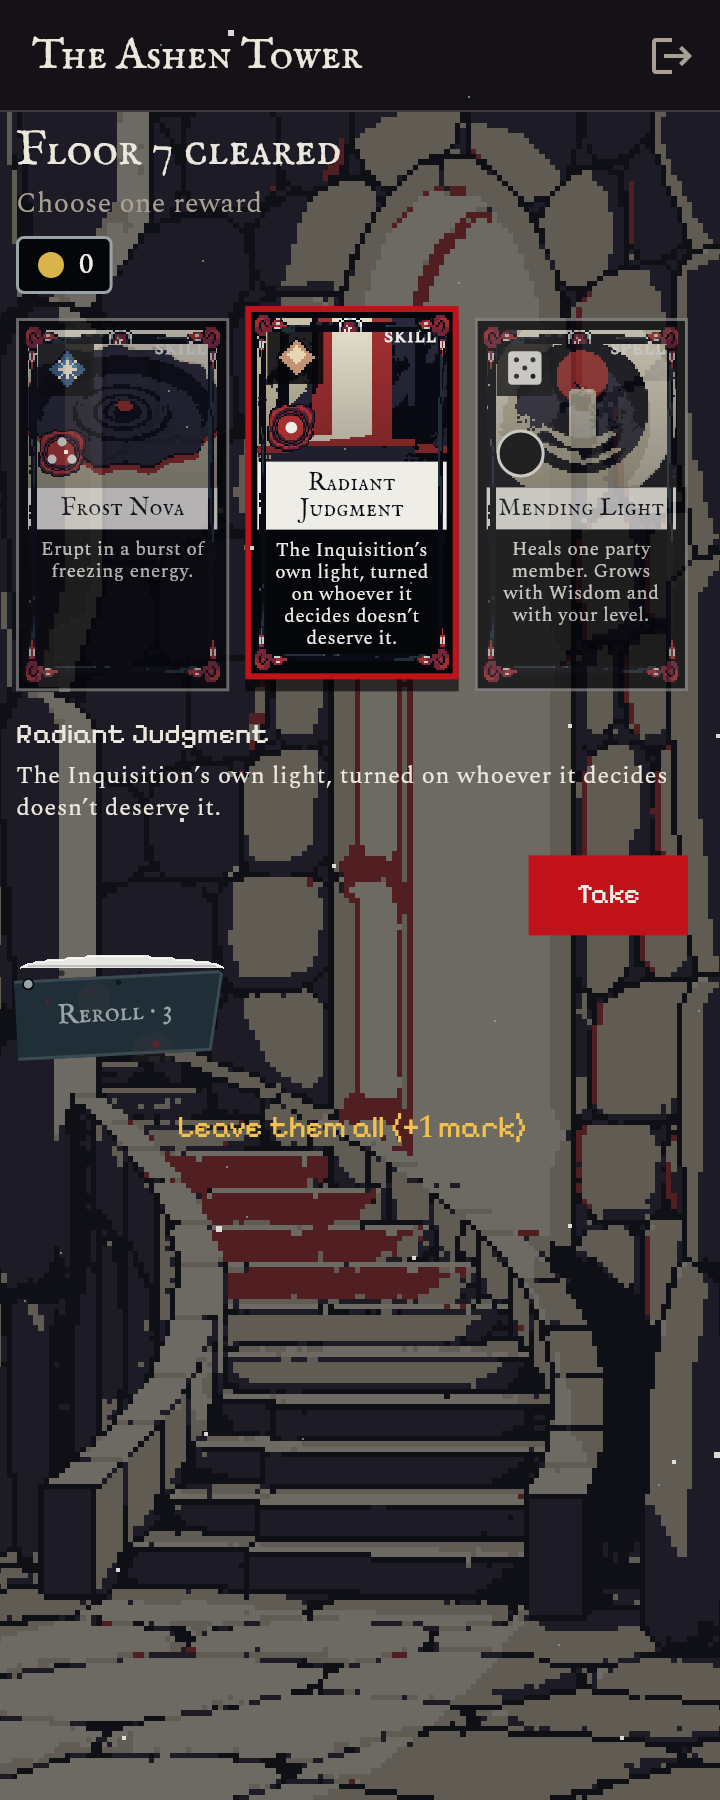 The Ashen Tower
Floor 7 cleared
Choose one reward
0
SKILL
SKILL
SPELL
Frost Nova
Radiant
Judgment
Mending Light
Erupt in a burst of
freezing energy.
The Inquisition's
own light, turned
on whoever it
decides doesn't
deserve it.
Heals one party
member. Grows
with Wisdom and
with your level.
Radiant Judgment
The Inquisition's own light, turned on whoever it decides
doesn't deserve it.
Take
Reroll · 3
Leave them all (+1 mark)